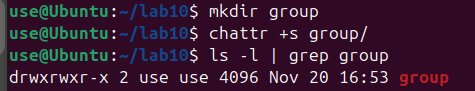 use@Ubuntu:~/lab10$ mkdir group
use@Ubuntu:~/lab10$ chattr +s group/
use@Ubuntu:~/lab10$ ls -l | grep group
drwxrwxr-x 2 use use 4096 Nov 20 16:53 group